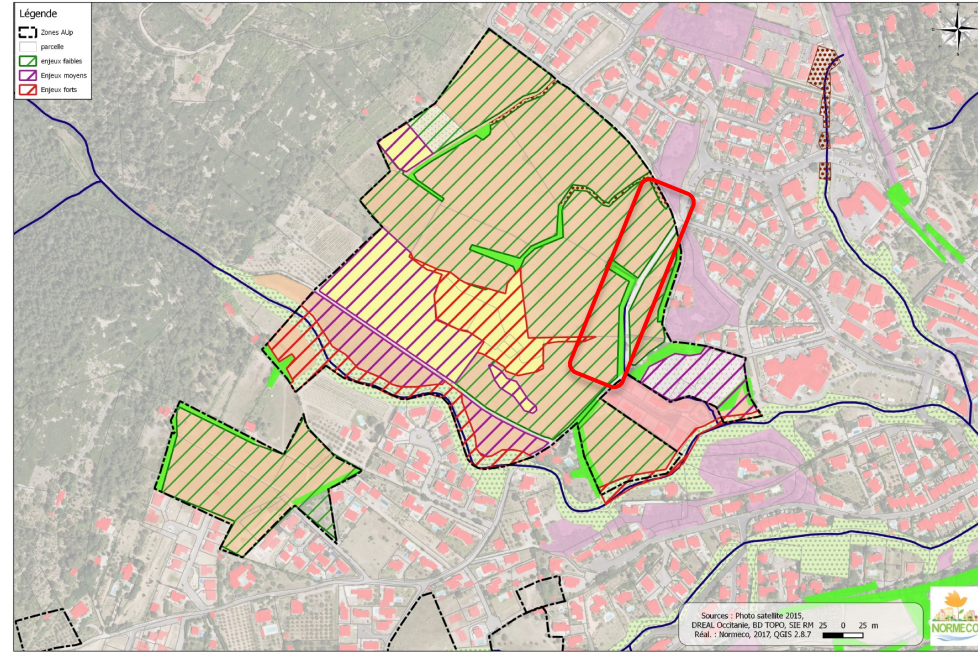 Légende
Zones AUp
parcelle
enjeux faibles
Enjeux moyens
Enjeux forts
Sources : Photo satellite 2015,
DREAL Occitanie, BD TOPO, SIE RM
Réal. : Normeco, 2017, QGIS 2.8.7
25 0 25 m
NORMECO